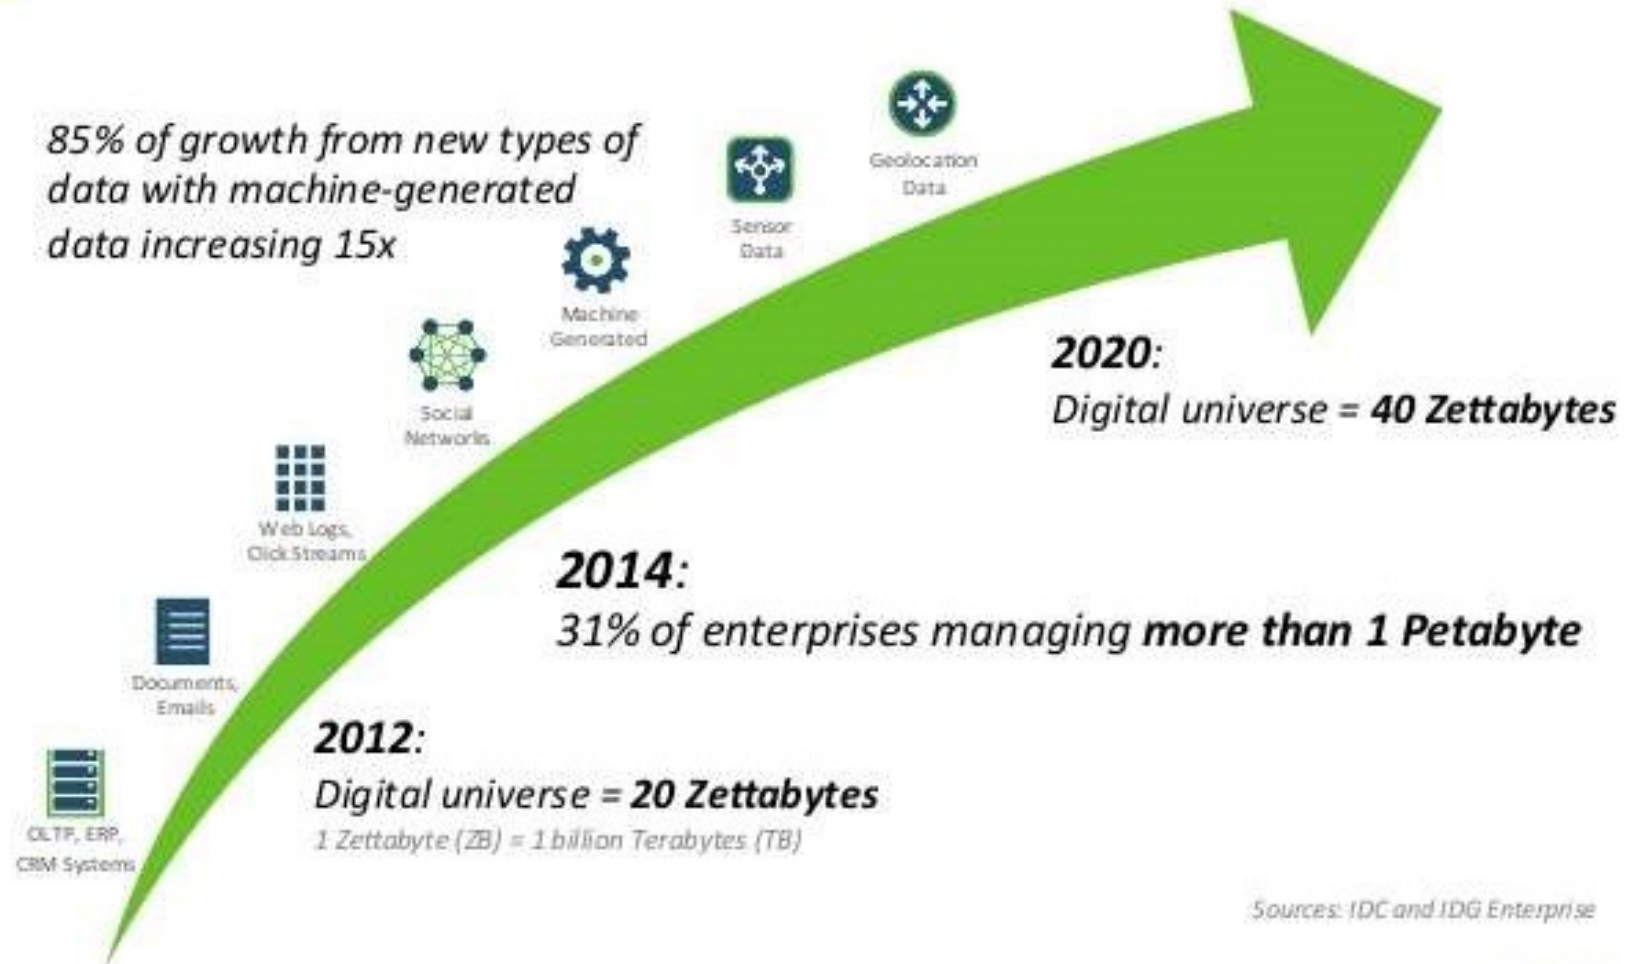 85% of growth from new types of
data with machine-generated
data increasing 15x
Geolocation
Data
Sensor
Data
Machine
Generated
Social
Networks
Web Logs,
Click Streams
Documents,
Emails
OLTP, ERP,
CRM Systems
2020:
Digital universe = 40 Zettabytes
2014:
31% of enterprises managing more than 1 Petabyte
2012:
Digital universe = 20 Zettabytes
1 Zettabyte (ZB) = 1 billion Terabytes (TB)
Sources: IDC and IDG Enterprise